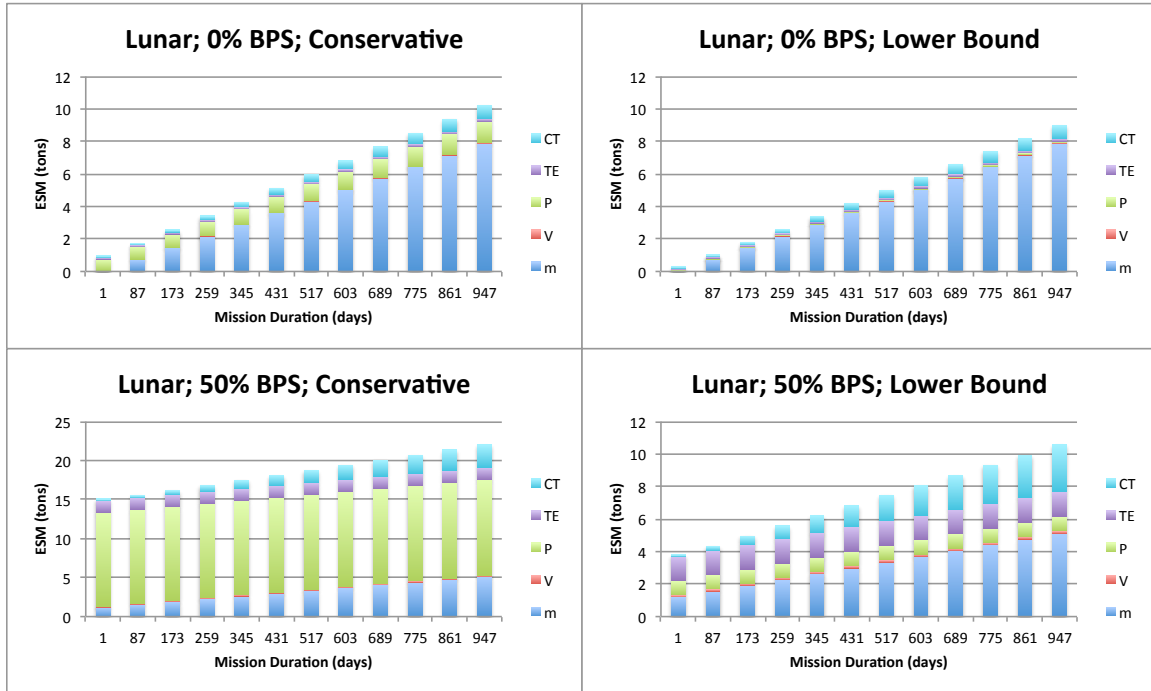 Lunar; 0% BPS; Conservative
12
10
8
6
4
2
0
ESM (tons)
1 87 173 259 345 431 517 603 689 775 861 947
Mission Duration (days)
CT
TE
P
V
m
Lunar; 0% BPS; Lower Bound
12
10
8
6
4
2
0
ESM (tons)
1 87 173 259 345 431 517 603 689 775 861 947
Mission Duration (days)
CT
TE
P
V
m
Lunar; 50% BPS; Conservative
25
20
15
10
5
0
ESM (tons)
1 87 173 259 345 431 517 603 689 775 861 947
Mission Duration (days)
CT
TE
P
V
m
Lunar; 50% BPS; Lower Bound
12
10
8
6
4
2
0
ESM (tons)
1 87 173 259 345 431 517 603 689 775 861 947
Mission Duration (days)
CT
TE
P
V
m